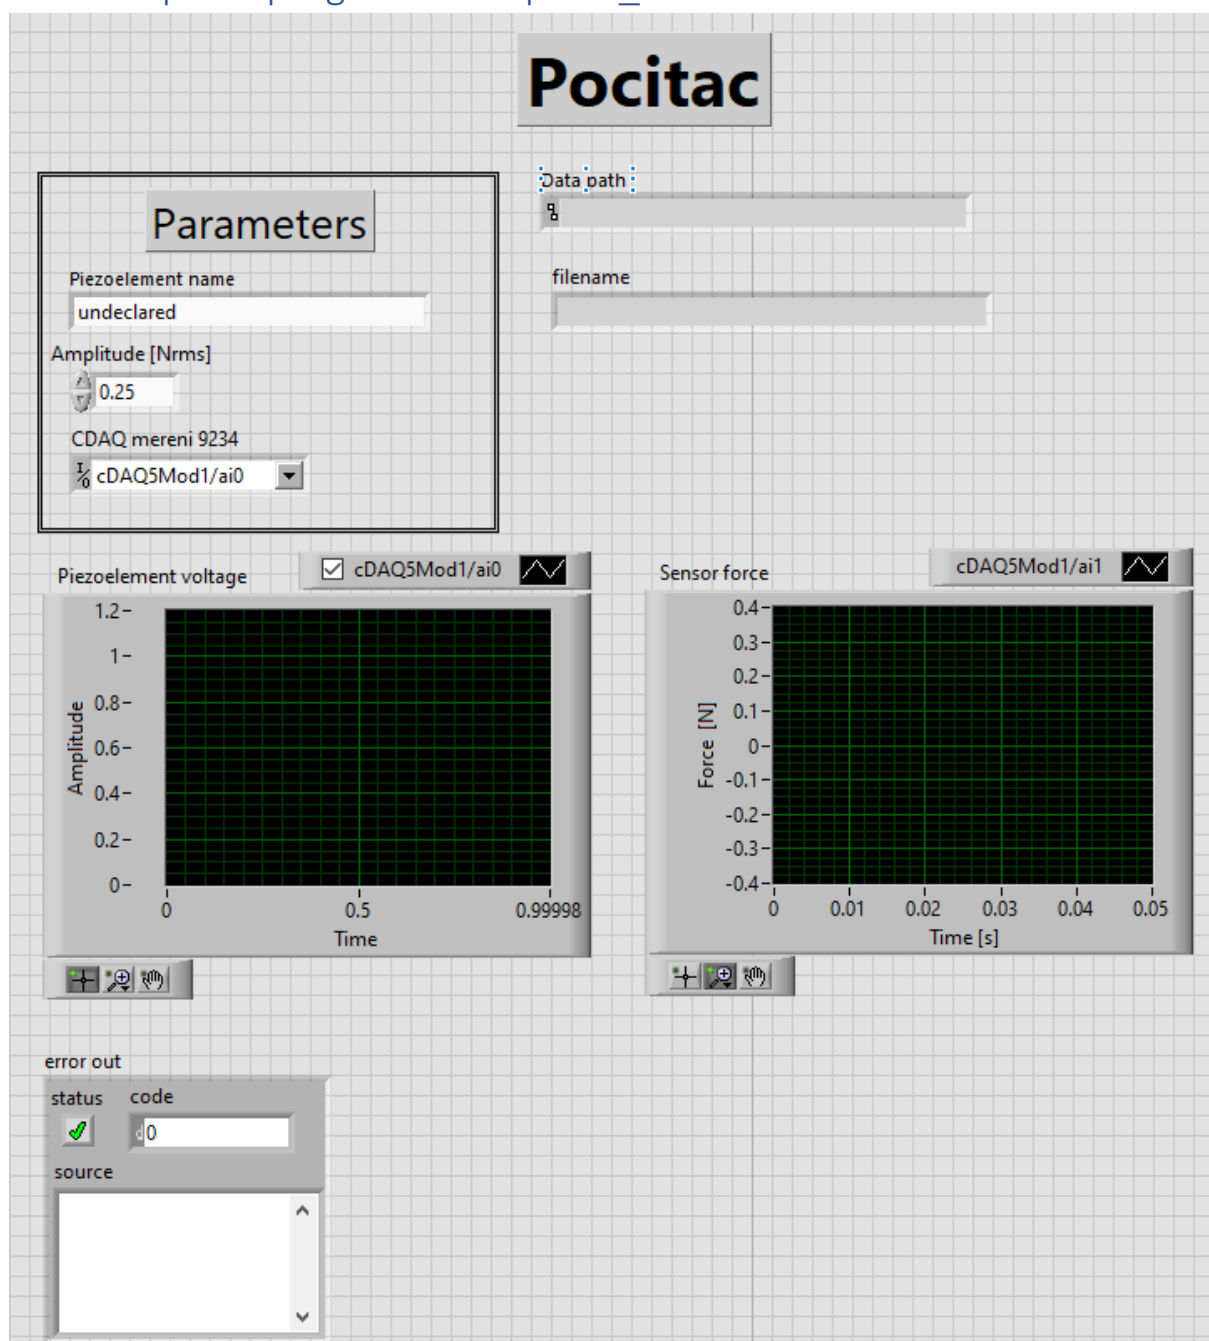 Pocitac
Data path
Parameters
Piezoelement name
filename
undeclared
Amplitude [Nrms]
0.25
CDAQ mereni 9234
I/0 cDAQ5Mod1/ai0
Piezoelement voltage
cDAQ5Mod1/ai0
1.2
1
0.8
0.6
0.4
0.2
0
Amplitude
0 0.5 0.99998
Time
Sensor force
cDAQ5Mod1/ai1
0.4
0.3
0.2
0.1
0
-0.1
-0.2
-0.3
-0.4
Force [N]
0 0.01 0.02 0.03 0.04 0.05
Time [s]
error out
status code
d0
source